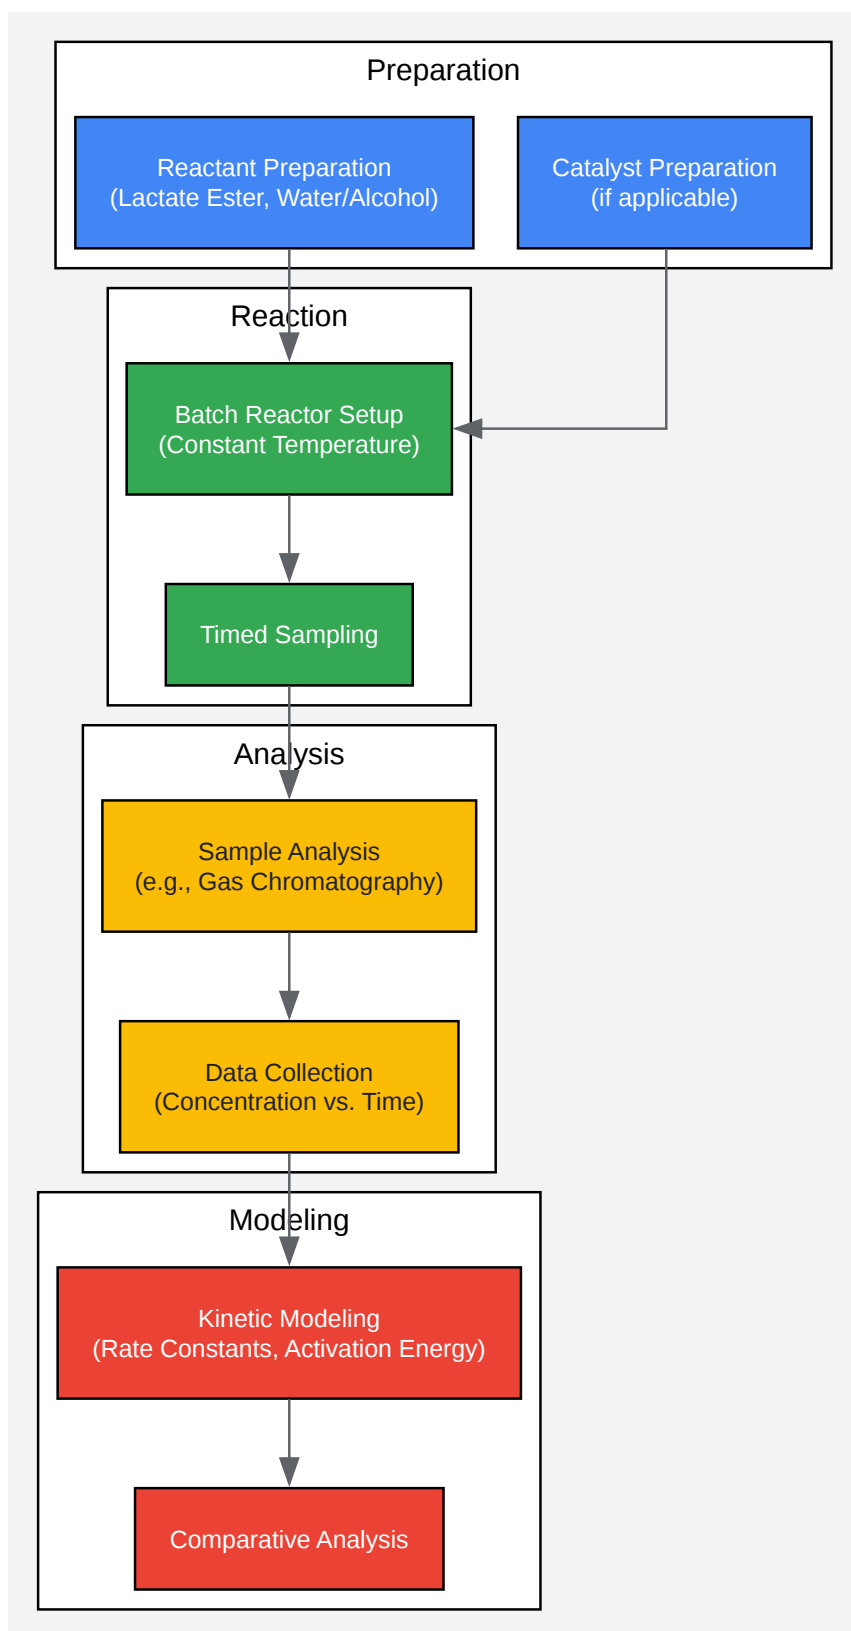 Preparation
Reactant Preparation
(Lactate Ester, Water/Alcohol)
Catalyst Preparation
(if applicable)
Reaction
Batch Reactor Setup
(Constant Temperature)
Timed Sampling
Analysis
Sample Analysis
(e.g., Gas Chromatography)
Data Collection
(Concentration vs. Time)
Modeling
Kinetic Modeling
(Rate Constants, Activation Energy)
Comparative Analysis